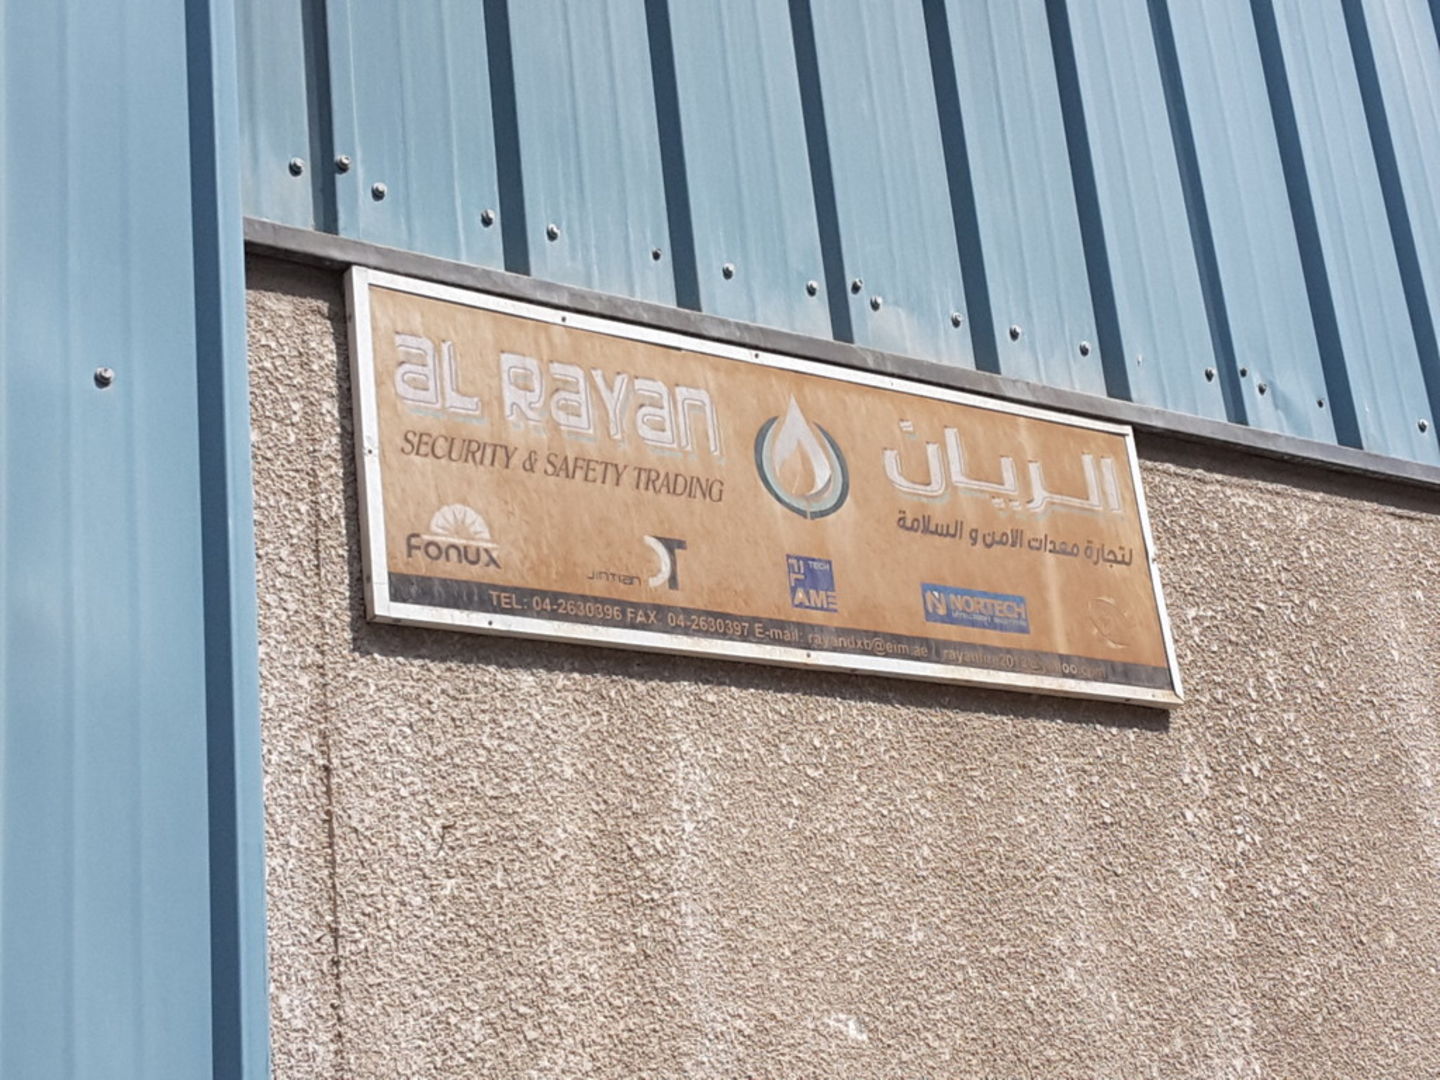 AL RAYAN
SECURITY & SAFETY TRADING
الريان
لتجارة معدات الامن و السلامة
Fonux
JINTIAN
TECH
NORTECH
TEL: 04-2630396 FAX: 04-2630397 E-mail: rayandxb@eim.ae